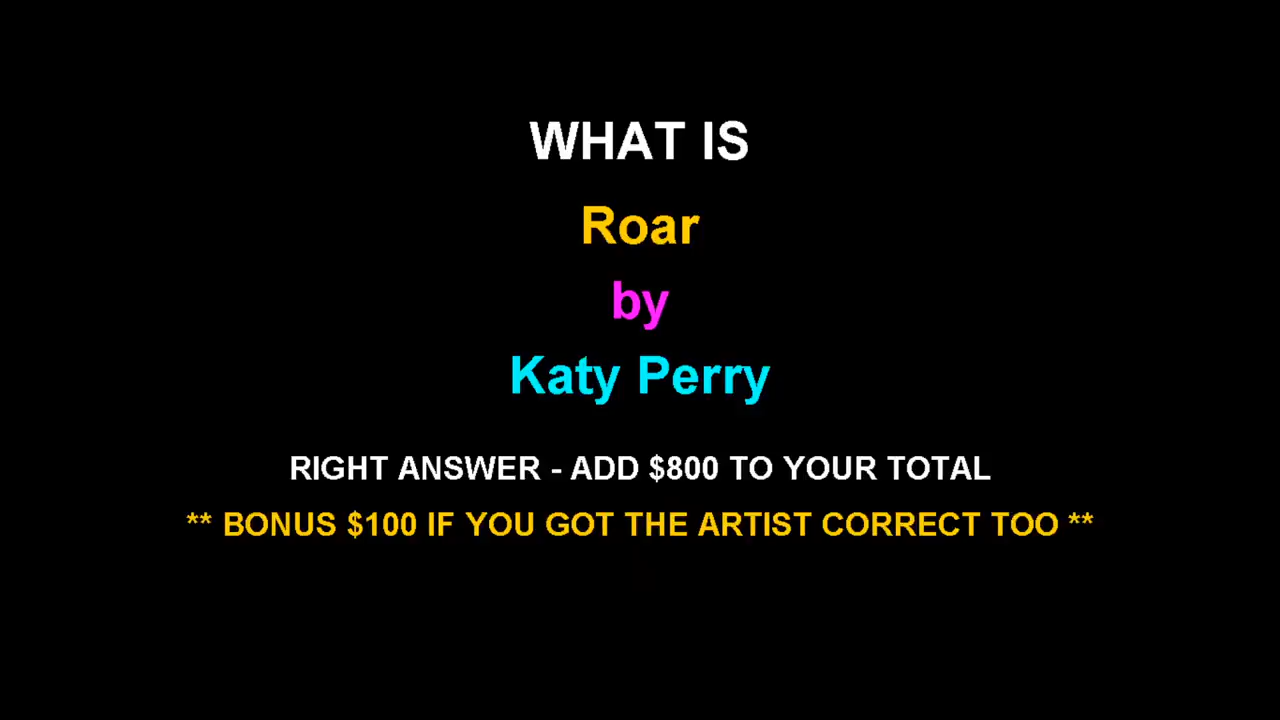 WHAT IS
Roar
by
Katy Perry
RIGHT ANSWER - ADD $800 TO YOUR TOTAL
** BONUS $100 IF YOU GOT THE ARTIST CORRECT TOO **